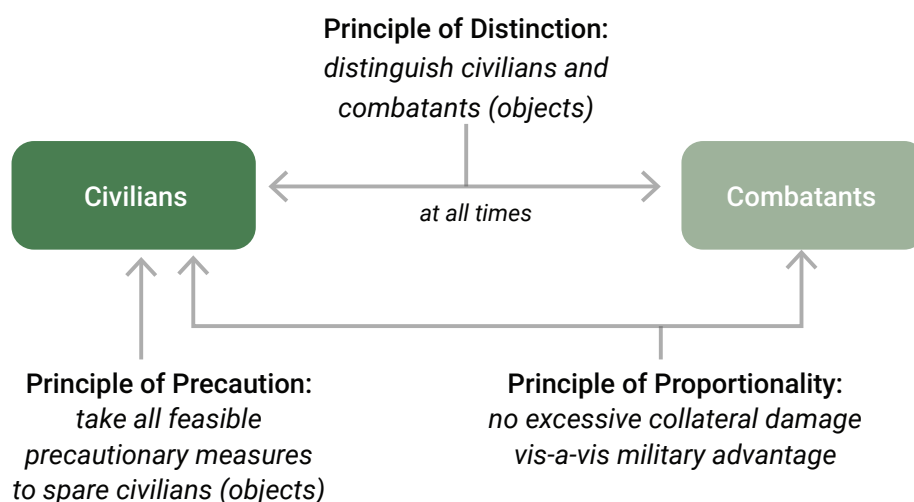 Principle of Distinction:
distinguish civilians and
combatants (objects)
Civilians
at all times
Combatants
Principle of Precaution:
take all feasible
precautionary measures
to spare civilians (objects)
Principle of Proportionality:
no excessive collateral damage
vis-a-vis military advantage